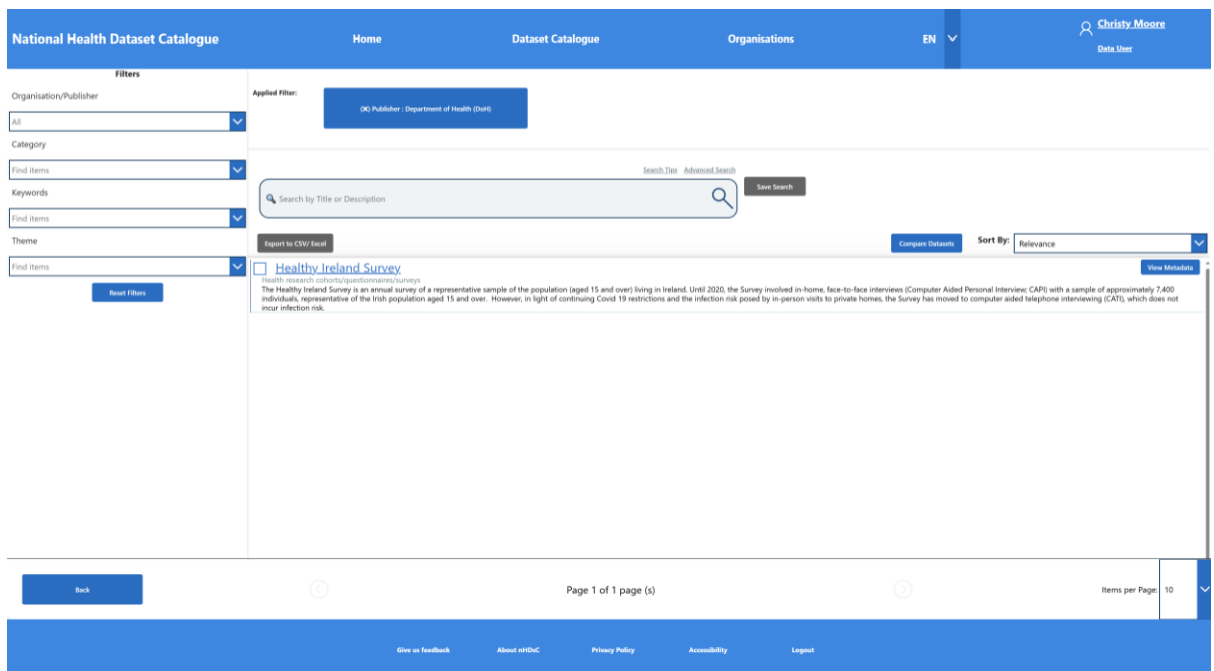 National Health Dataset Catalogue
Home
Dataset Catalogue
Organisations
EN
Christy Moore
Data User
Filters
Organisation/Publisher
All
Category
Find items
Keywords
Find items
Theme
Find items
Reset Filters
Applied Filter:
(X) Publisher : Department of Health (DoH)
Search Tips
Advanced Search
Search by Title or Description
Save Search
Export to CSV/ Excel
Compare Datasets
Sort By:
Relevance
Healthy Ireland Survey
View Metadata
Health research cohorts/questionnaires/surveys
The Healthy Ireland Survey is an annual survey of a representative sample of the population (aged 15 and over) living in Ireland. Until 2020, the Survey involved in-home, face-to-face interviews (Computer Aided Personal Interview; CAPI) with a sample of approximately 7,400
individuals, representative of the Irish population aged 15 and over. However, in light of continuing Covid 19 restrictions and the infection risk posed by in-person visits to private homes, the Survey has moved to computer aided telephone interviewing (CATI), which does not
incur infection risk.
Back
Page 1 of 1 page (s)
Items per Page:
10
Give us feedback
About nHDsC
Privacy Policy
Accessibility
Logout